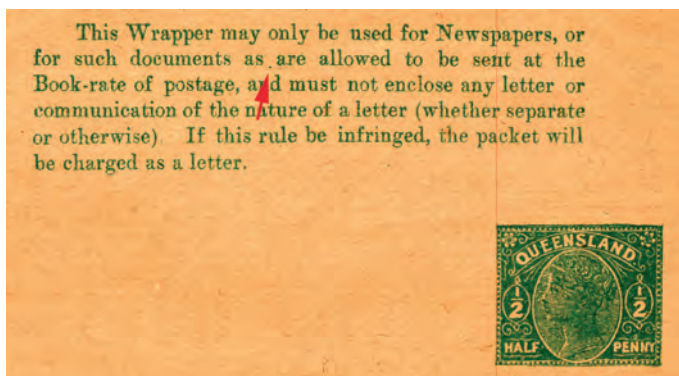 This Wrapper may only be used for Newspapers, or
for such documents as are allowed to be sent at the
Book-rate of postage, and must not enclose any letter or
communication of the nature of a letter (whether separate
or otherwise) If this rule be infringed, the packet will
be charged as a letter.
QUEENSLAND
1/2 1/2
HALF PENNY